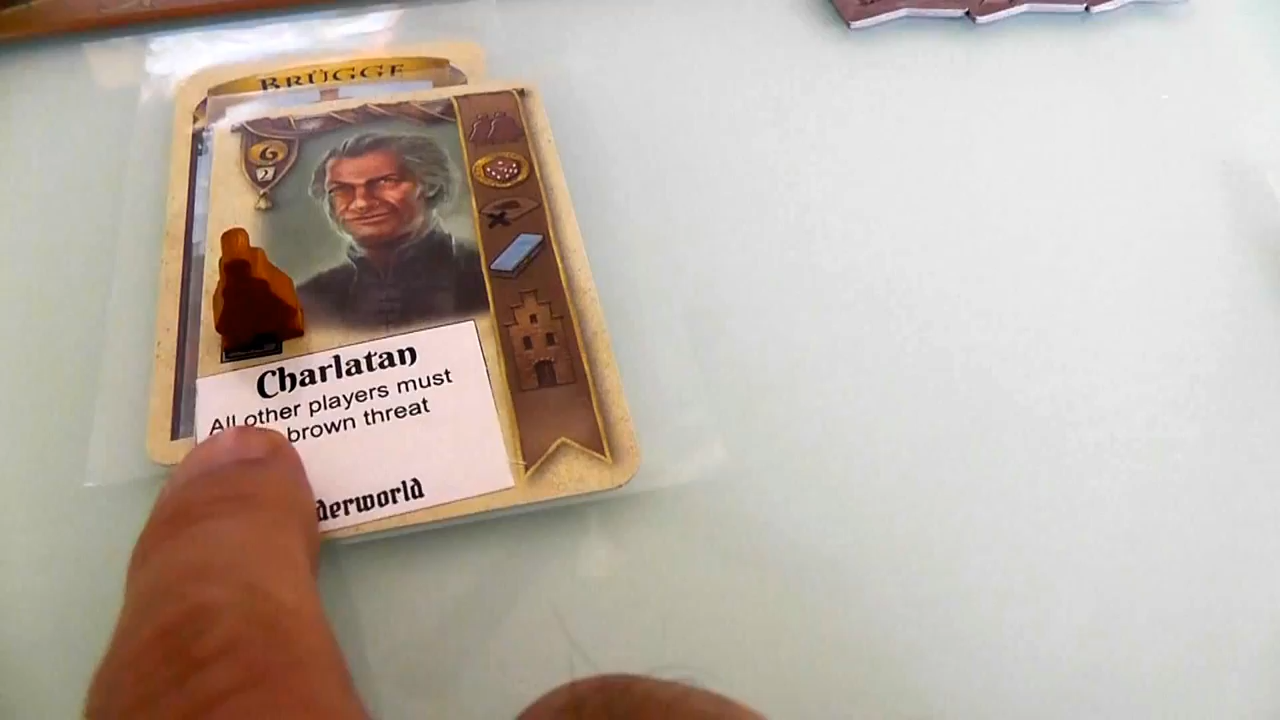 BRÜGGE
6
2
Charlatan
All other players must
brown threat
derworld